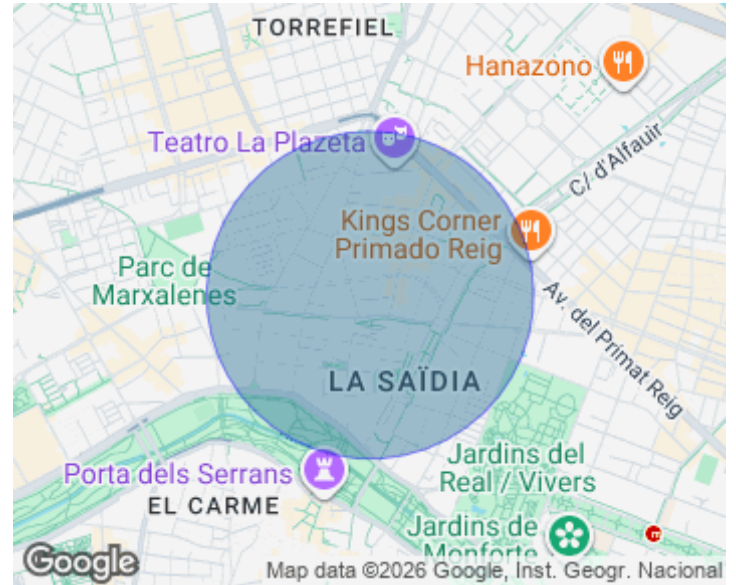 TORREFIEL
Hanazono
Teatro La Plazeta
C/ d'Alfauir
Kings Corner
Primado Reig
Parc de
Marxalenes
Av. del Primat Reig
LA SAÏDIA
Jardins del
Real / Vivers
Porta dels Serrans
EL CARME
Jardins de
Monforte
Google
Map data ©2026 Google, Inst. Geogr. Nacional